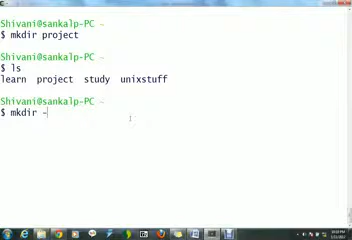 Shivani@sankalp-PC ~
$ mkdir project
Shivani@sankalp-PC ~
$ ls
learn project study unixstuff
Shivani@sankalp-PC ~
$ mkdir -